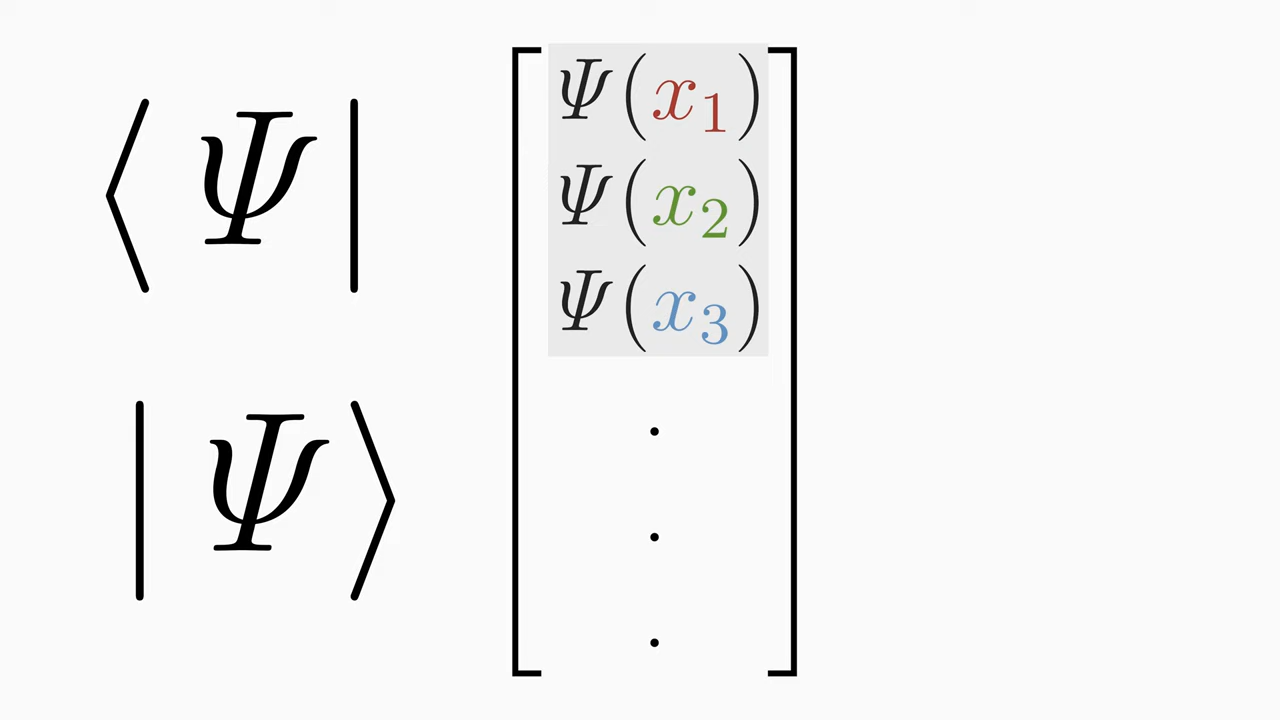 ⟨Ψ|
|Ψ⟩
Ψ(x₁)
Ψ(x₂)
Ψ(x₃)
.
.
.